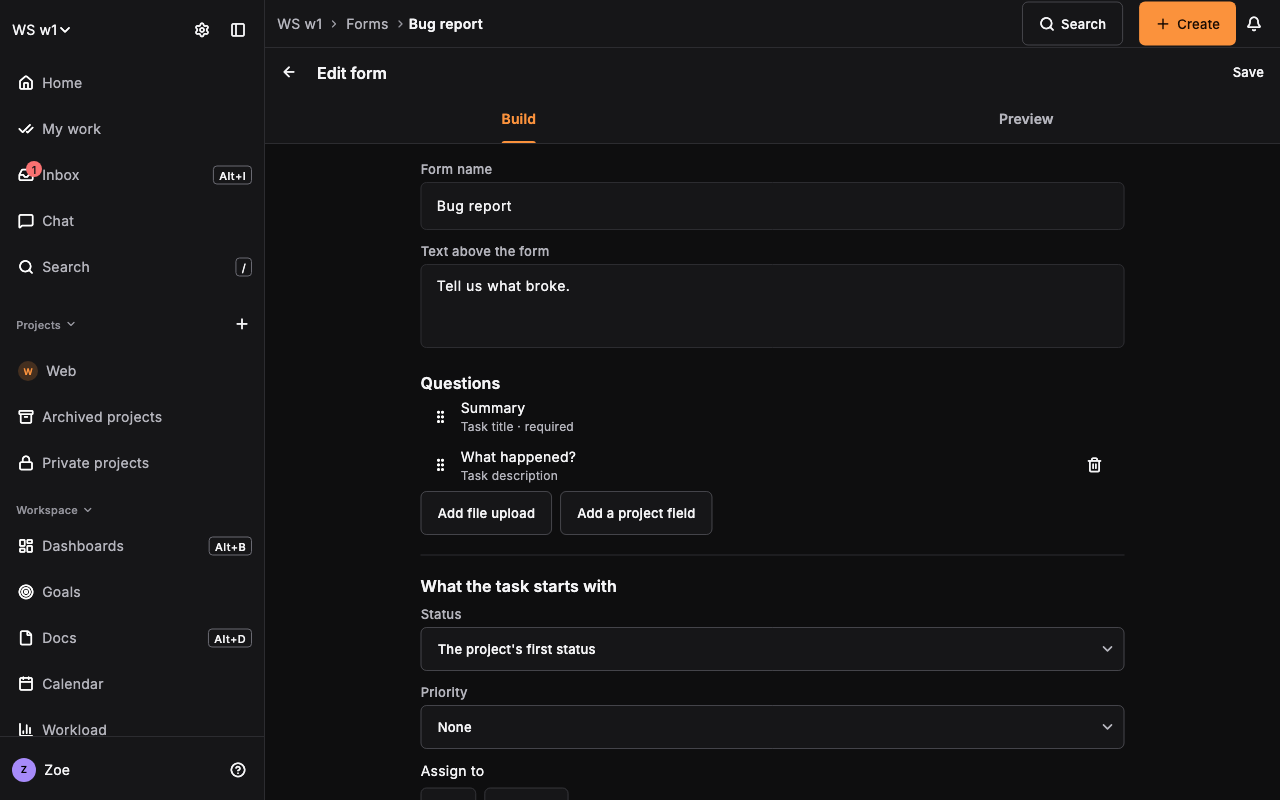 WS w1
Home
My work
1
Inbox
Alt+I
Chat
Search
/
Projects
W
Web
Archived projects
Private projects
Workspace
Dashboards
Alt+B
Goals
Docs
Alt+D
Calendar
Workload
Z
Zoe
WS w1 > Forms > Bug report
Search
Create
Edit form
Save
Build
Preview
Form name
Bug report
Text above the form
Tell us what broke.
Questions
Summary
Task title · required
What happened?
Task description
Add file upload
Add a project field
What the task starts with
Status
The project's first status
Priority
None
Assign to